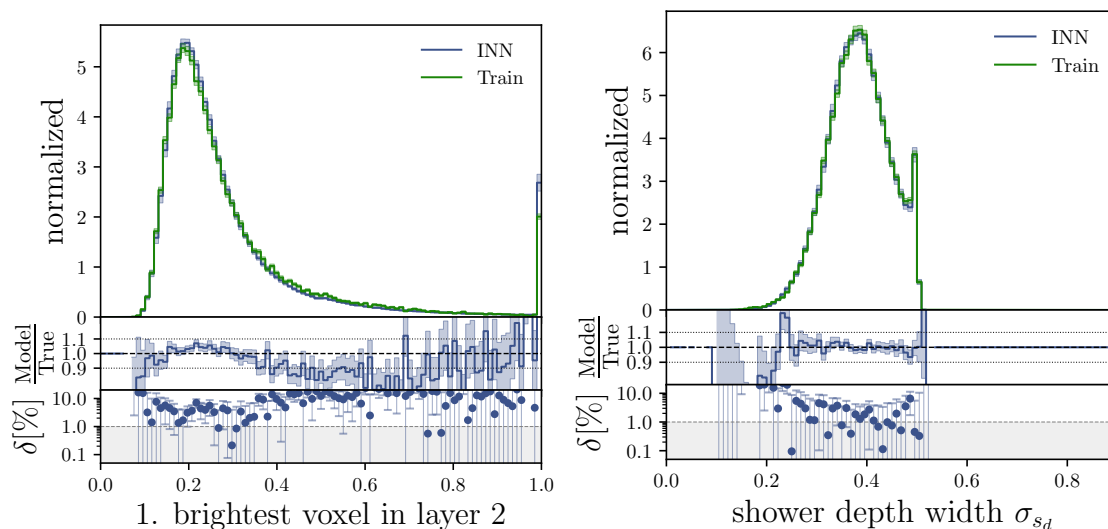 normalized
5
4
3
2
1
0
INN
Train
Model
True
1.1
1.0
0.9
δ[%]
10.0
1.0
0.1
0.0 0.2 0.4 0.6 0.8 1.0
1. brightest voxel in layer 2
normalized
6
5
4
3
2
1
0
INN
Train
Model
True
1.1
1.0
0.9
δ[%]
10.0
1.0
0.1
0.0 0.2 0.4 0.6 0.8
shower depth width σ_{s_d}